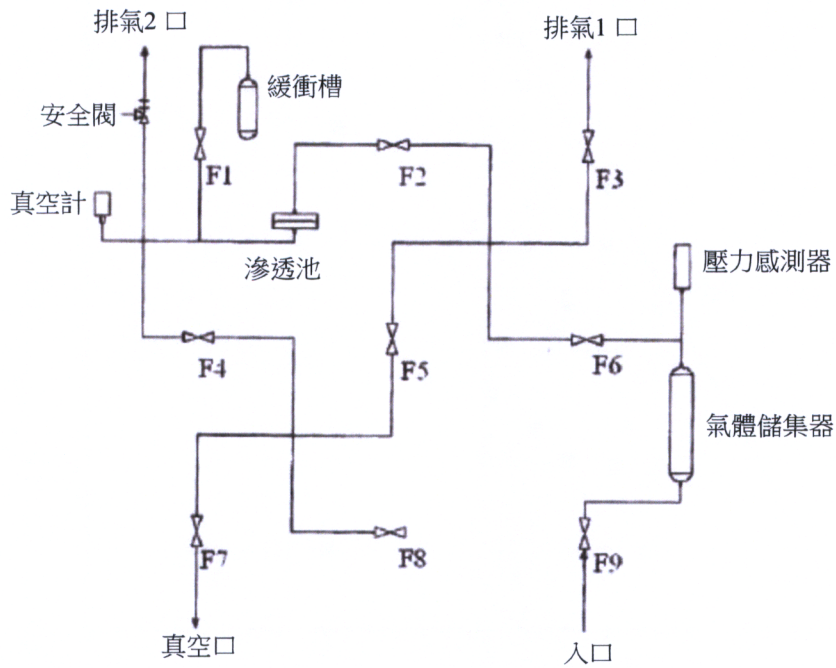 排氣2 口
排氣1 口
安全閥
緩衝槽
F1
F2
F3
真空計
滲透池
壓力感測器
F4
F5
F6
氣體儲集器
F7
F8
F9
真空口
入口